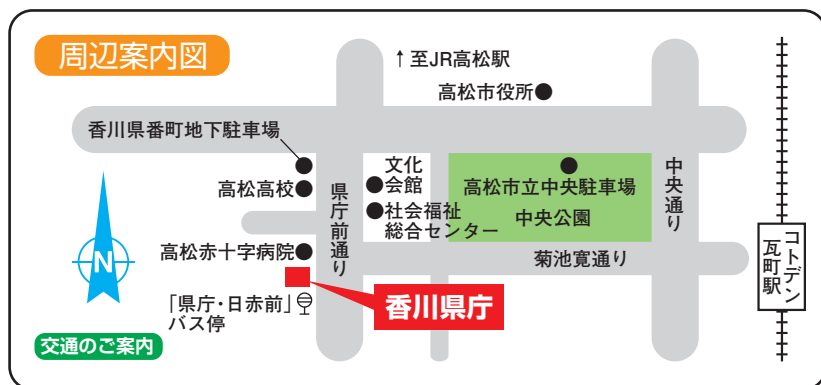 周辺案内図
↑至JR高松駅
高松市役所
香川県番町地下駐車場
高松高校
文化
会館
社会福祉
総合センター
高松市立中央駐車場
中央公園
県庁前通り
中央通り
高松赤十字病院
菊池寛通り
コトデン
瓦町駅
N
「県庁・日赤前」
バス停
香川県庁
交通のご案内